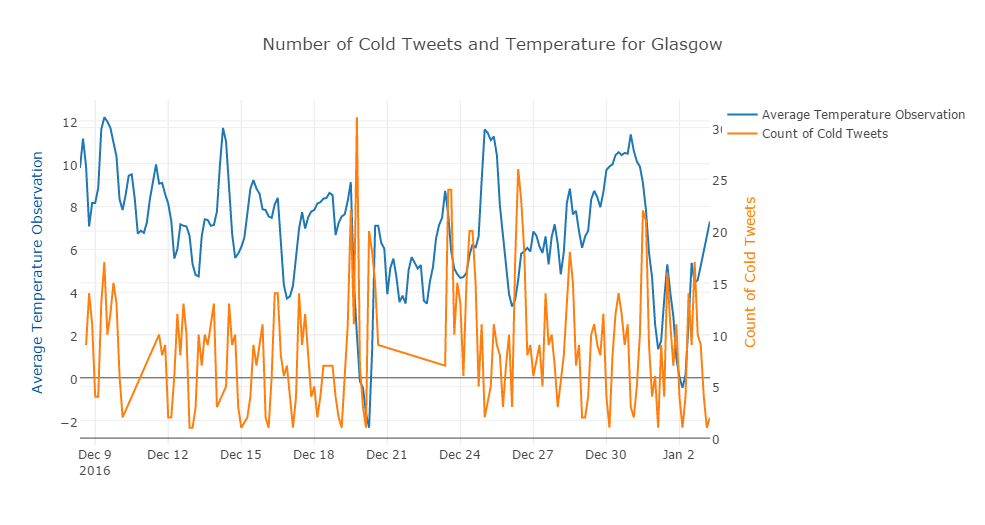 Number of Cold Tweets and Temperature for Glasgow
Average Temperature Observation
Count of Cold Tweets
Average Temperature Observation
12
10
8
6
4
2
0
−2
30
25
20
15
10
5
0
Count of Cold Tweets
Dec 9 Dec 12 Dec 15 Dec 18 Dec 21 Dec 24 Dec 27 Dec 30 Jan 2
2016